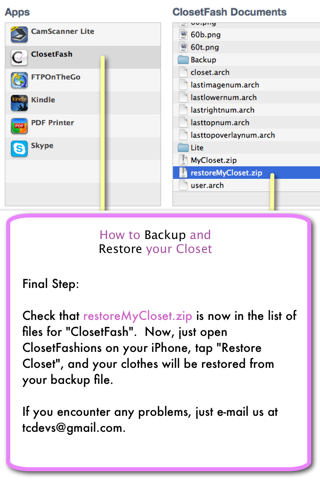 Apps
ClosetFash Documents
CamScanner Lite
ClosetFash
FTPOnTheGo
Kindle
PDF Printer
Skype
60b.png
60t.png
Backup
closet.arch
lastimagenum.arch
lastlowernum.arch
lastrightnum.arch
lasttopnum.arch
lasttopoverlaynum.arch
Lite
MyCloset.zip
restoreMyCloset.zip
user.arch
How to Backup and
Restore your Closet
Final Step:
Check that restoreMyCloset.zip is now in the list of
files for "ClosetFash".  Now, just open
ClosetFashions on your iPhone, tap "Restore
Closet", and your clothes will be restored from
your backup file.
If you encounter any problems, just e-mail us at
tcdevs@gmail.com.